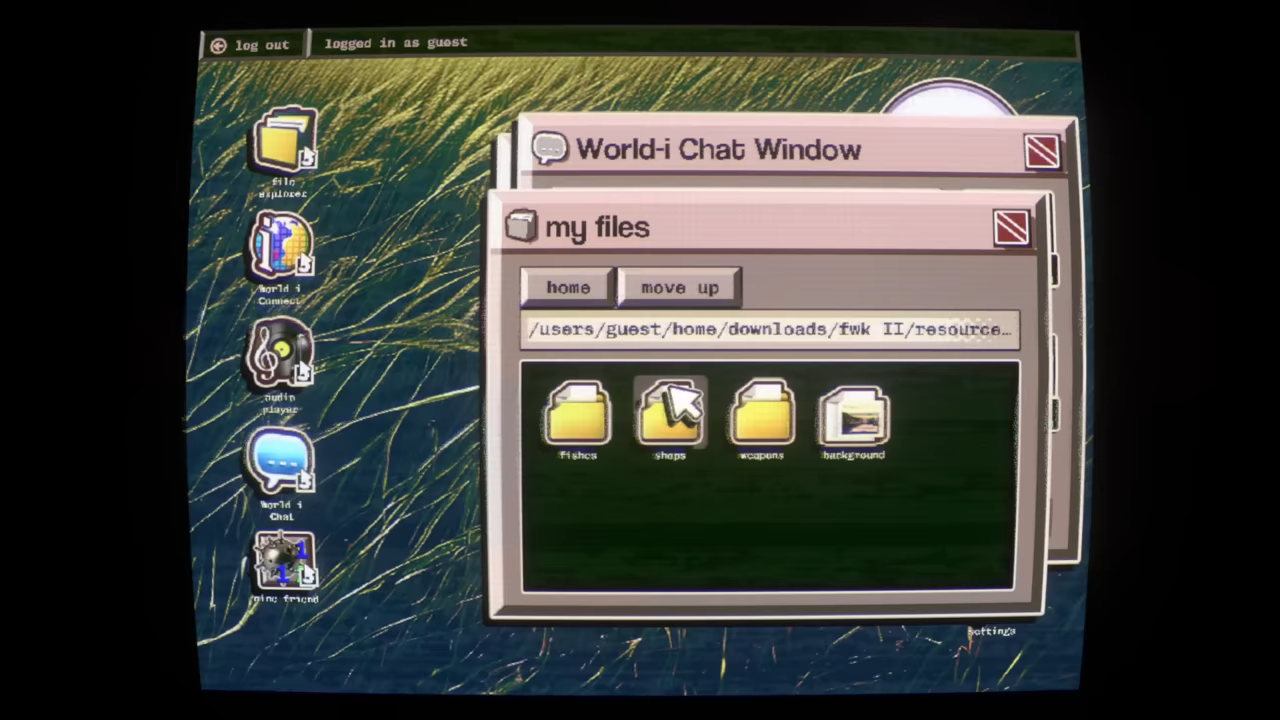 log out
logged in as guest
file
explorer
World i
Connect
audio
player
World i
Chat
mine friend
World-i Chat Window
my files
home
move up
/users/guest/home/downloads/fwk II/resource…
fishes
shops
weapons
background
settings